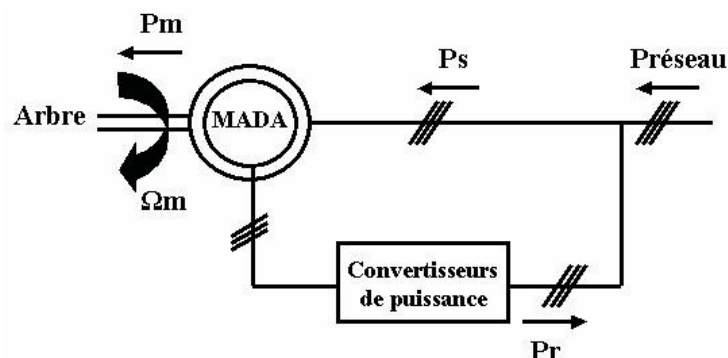 Pm
Ps
Préseau
Arbre
MADA
Ωm
Convertisseurs
de puissance
Pr